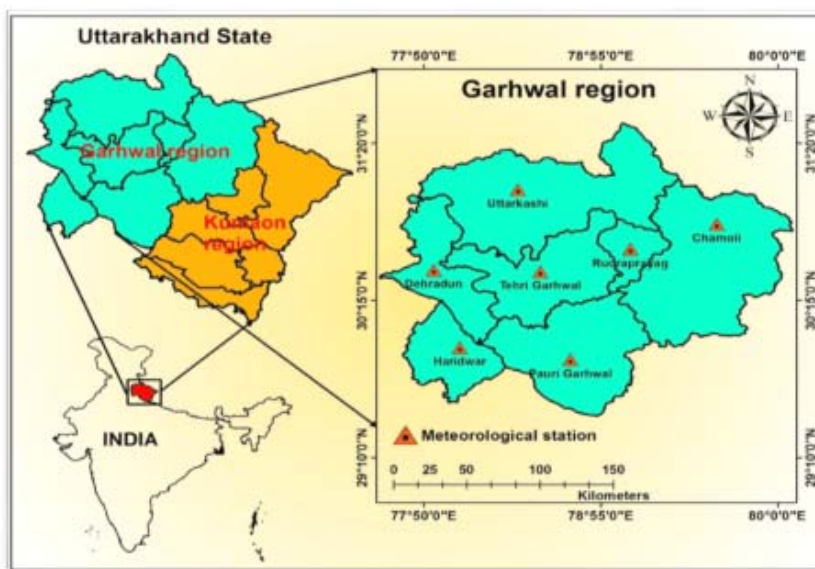 Uttarakhand State
Garhwal region
Kumaon
region
INDIA
77°50'0"E
78°55'0"E
80°0'0"E
Garhwal region
N
W
E
S
31°20'0"N
30°15'0"N
29°10'0"N
31°20'0"N
30°15'0"N
29°10'0"N
Uttarkashi
Chamoli
Rudraprayag
Dehradun
Tehri Garhwal
Haridwar
Pauri Garhwal
Meteorological station
0 25 50 100 150
Kilometers
77°50'0"E
78°55'0"E
80°0'0"E